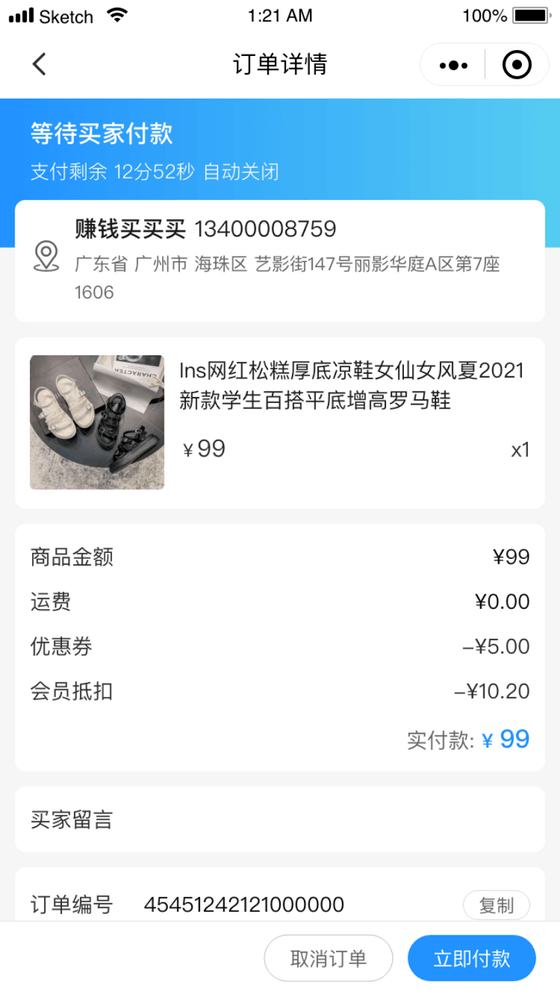 Sketch 1:21 AM 100%
订单详情
等待买家付款
支付剩余 12分52秒 自动关闭
赚钱买买买 13400008759
广东省 广州市 海珠区 艺影街147号丽影华庭A区第7座
1606
Ins网红松糕厚底凉鞋女仙女风夏2021
新款学生百搭平底增高罗马鞋
¥ 99 x1
CHARACTER
商品金额 ¥99
运费 ¥0.00
优惠券 –¥5.00
会员抵扣 –¥10.20
实付款: ¥ 99
买家留言
订单编号 45451242121000000 复制
取消订单 立即付款